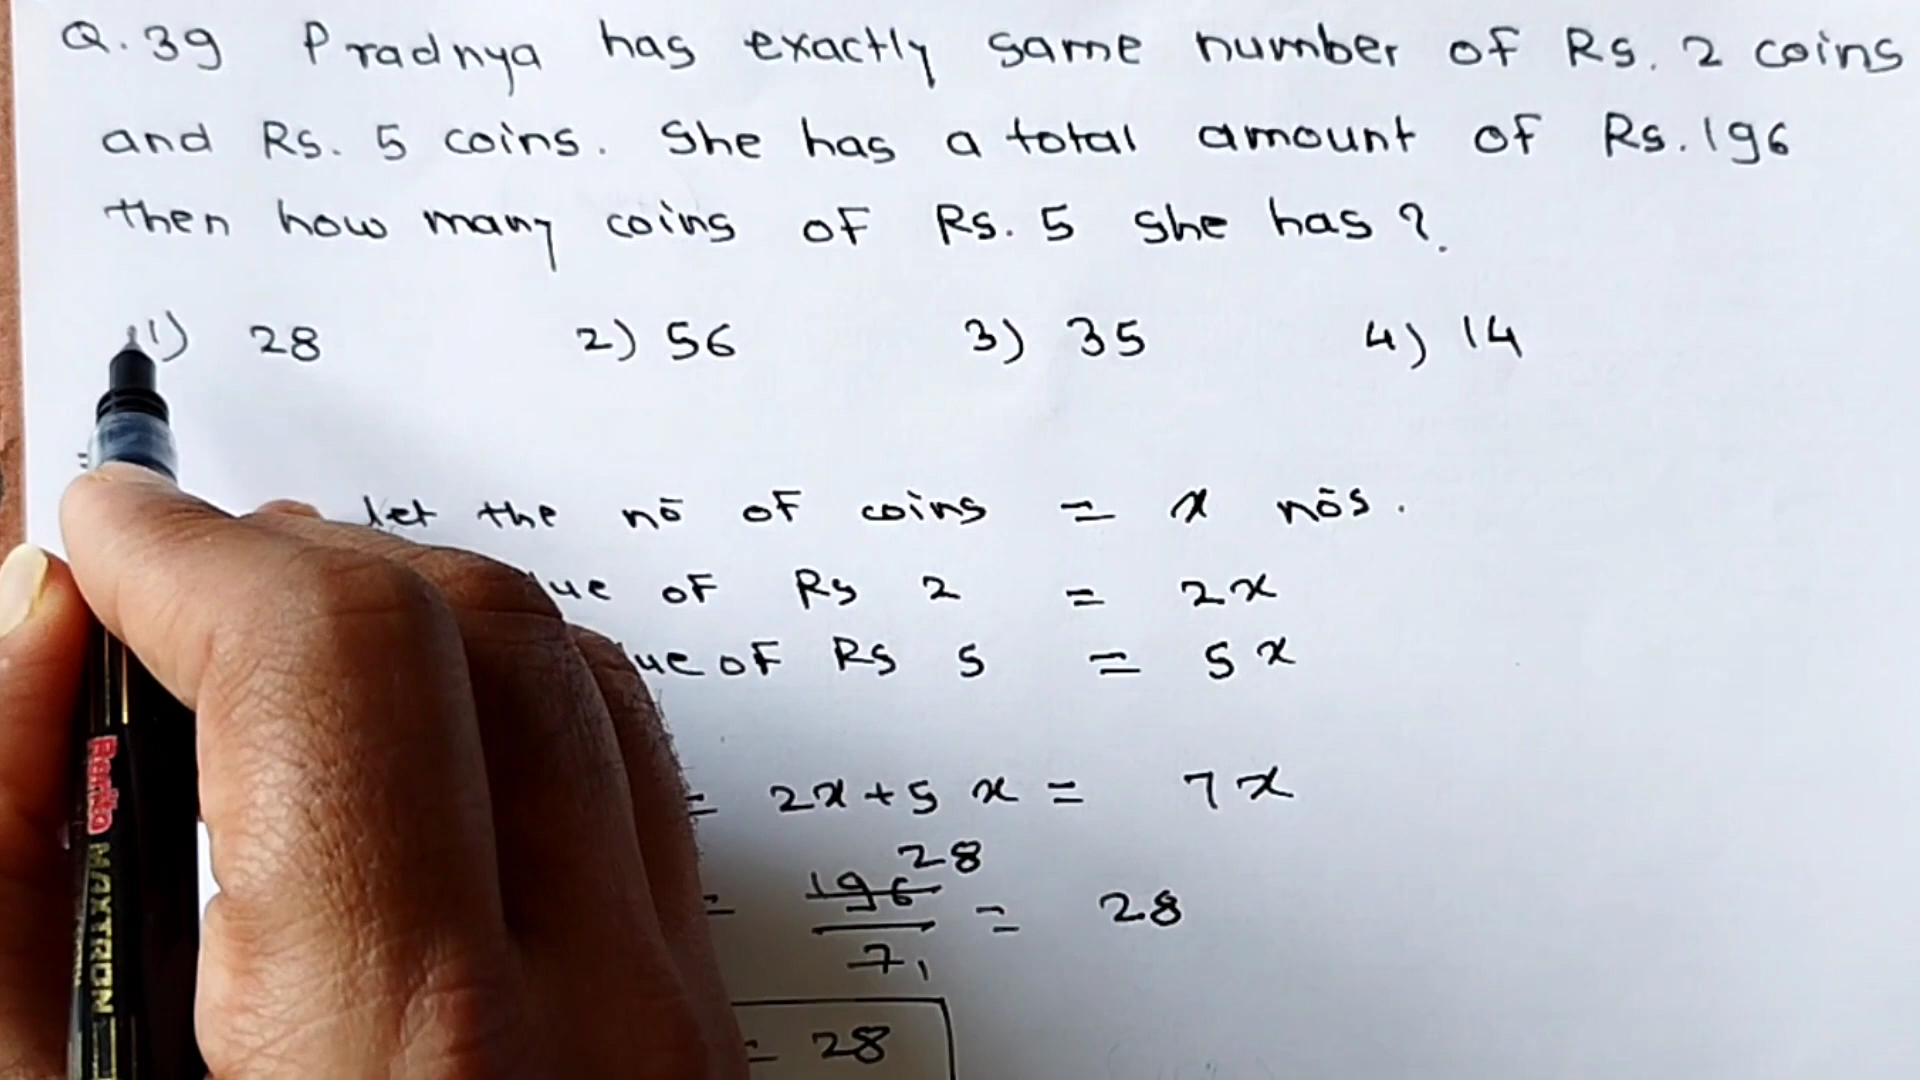 Q.39 Pradnya has exactly same number of Rs. 2 coins
and Rs. 5 coins. She has a total amount of Rs.196
then how many coins of Rs. 5 she has?
1) 28 2) 56 3) 35 4) 14
let the nō of coins = x nōs.
of Rs 2 = 2x
of Rs 5 = 5x
= 2x+5x = 7x
28
= 196/7 = 28
1
= 28
MAXTRON